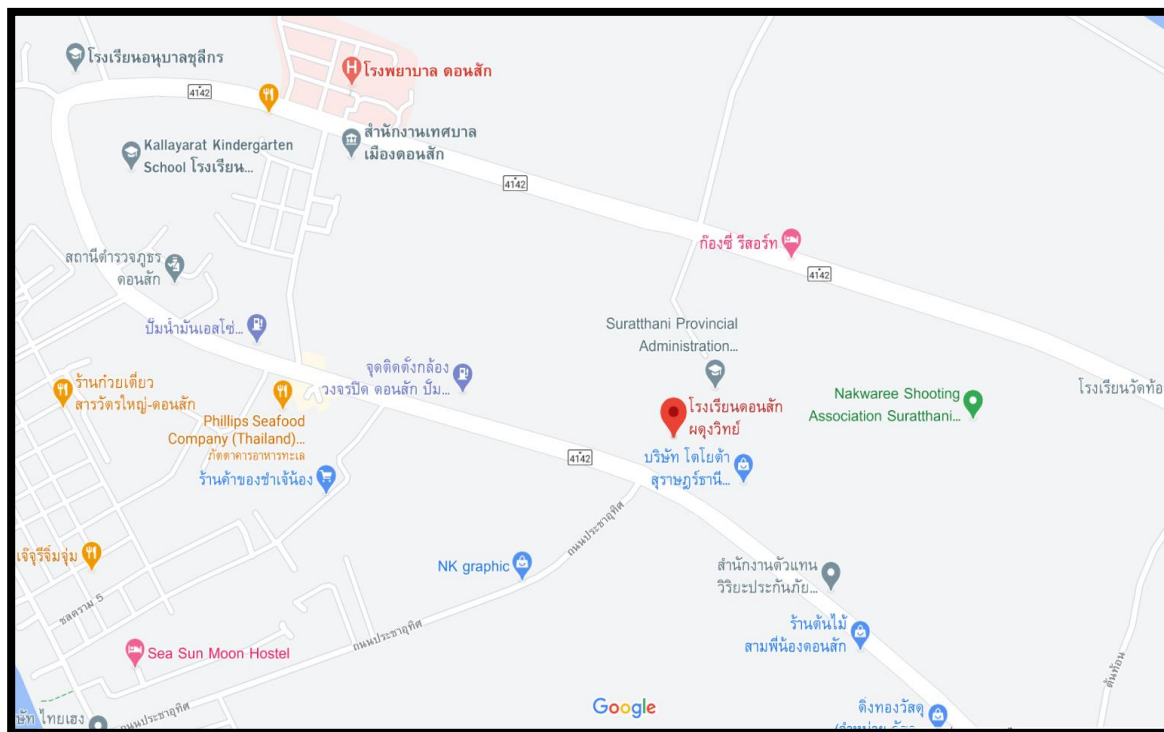 โรงเรียนอนุบาลชุลีกร
โรงพยาบาล ดอนสัก
4142
Kallayarat Kindergarten
School โรงเรียน...
สำนักงานเทศบาล
เมืองดอนสัก
4142
ก๊องซี่ รีสอร์ท
4142
สถานีตำรวจภูธร
ดอนสัก
ปั๊มน้ำมันเอสโซ่...
Suratthani Provincial
Administration...
จุดติดตั้งกล้อง
วงจรปิด ดอนสัก ปั๊ม...
ร้านก๋วยเตี๋ยว
สารวัตรใหญ่-ดอนสัก
Phillips Seafood
Company (Thailand)...
ภัตตาคารอาหารทะเล
โรงเรียนดอนสัก
ผดุงวิทย์
Nakwaree Shooting
Association Suratthani...
โรงเรียนวัดท้อ
บริษัท โตโยต้า
สุราษฎร์ธานี...
4142
ร้านค้าของชำเจ้น้อง
ถนนประชาอุทิศ
เจ๊จุรีจิ้มจุ่ม
NK graphic
สำนักงานตัวแทน
วิริยะประกันภัย...
ชลคราม 5
ร้านต้นไม้
สามพี่น้องดอนสัก
ถนนประชาอุทิศ
Sea Sun Moon Hostel
ต้นท้อน
Google
ดิ่งทองวัสดุ
ษัท ไทยเฮง
ถนนประชาอุทิศ